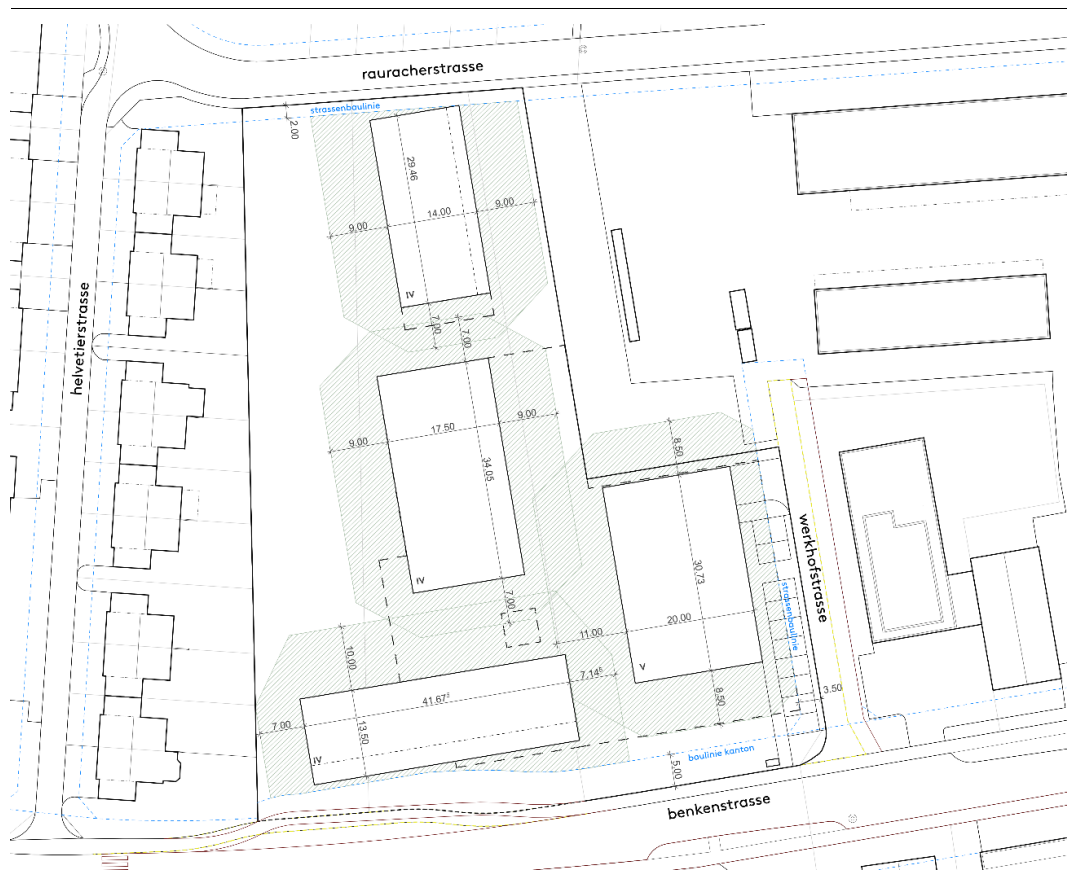 rauracherstrasse
strassenbaulinie
2.00
29.46
14.00
9.00
9.00
IV
7.00
7.00
helvetierstrasse
17.50
9.00
9.00
34.05
IV
7.00
8.50
30.73
werkhofstrasse
strassenbaulinie
20.00
11.00
V
8.50
3.50
10.00
41.67⁵
7.14⁵
7.00
13.50
IV
baulinie kanton
5.00
benkenstrasse